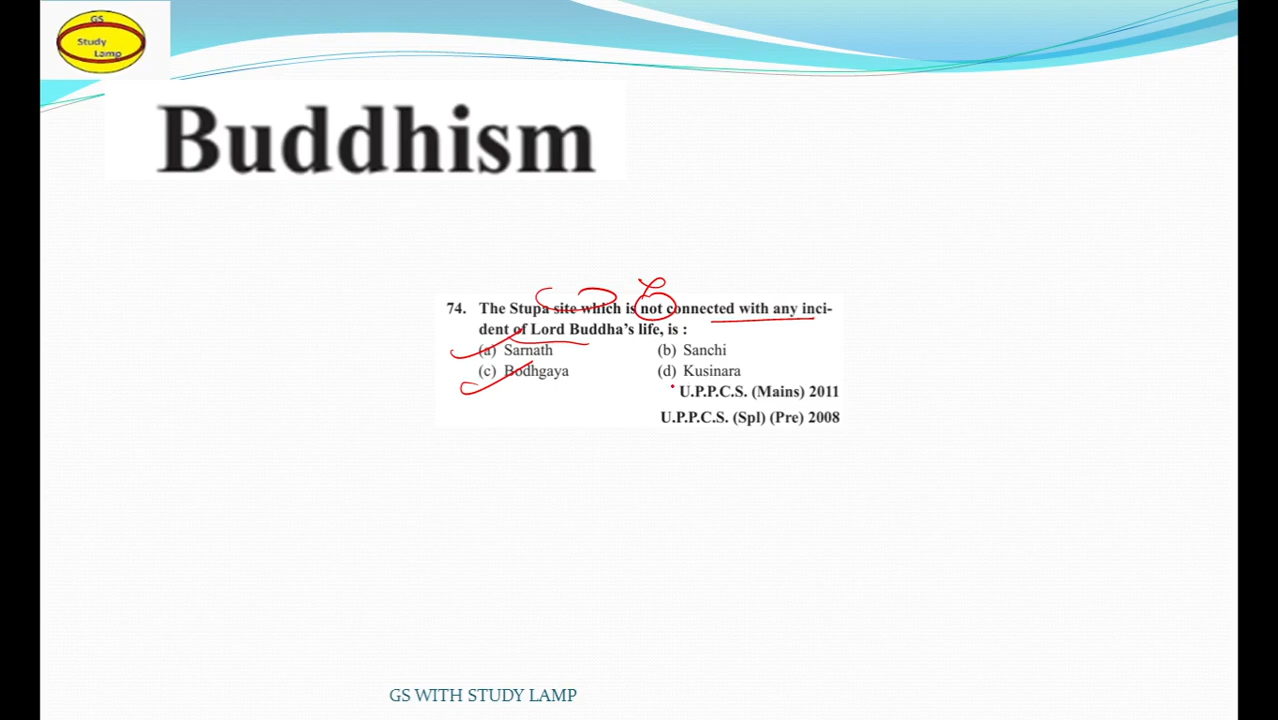 GS
Study
Lamp
Buddhism
74. The Stupa site which is not connected with any inci-
dent of Lord Buddha's life, is :
(a) Sarnath (b) Sanchi
(c) Bodhgaya (d) Kusinara
U.P.P.C.S. (Mains) 2011
U.P.P.C.S. (Spl) (Pre) 2008
GS WITH STUDY LAMP